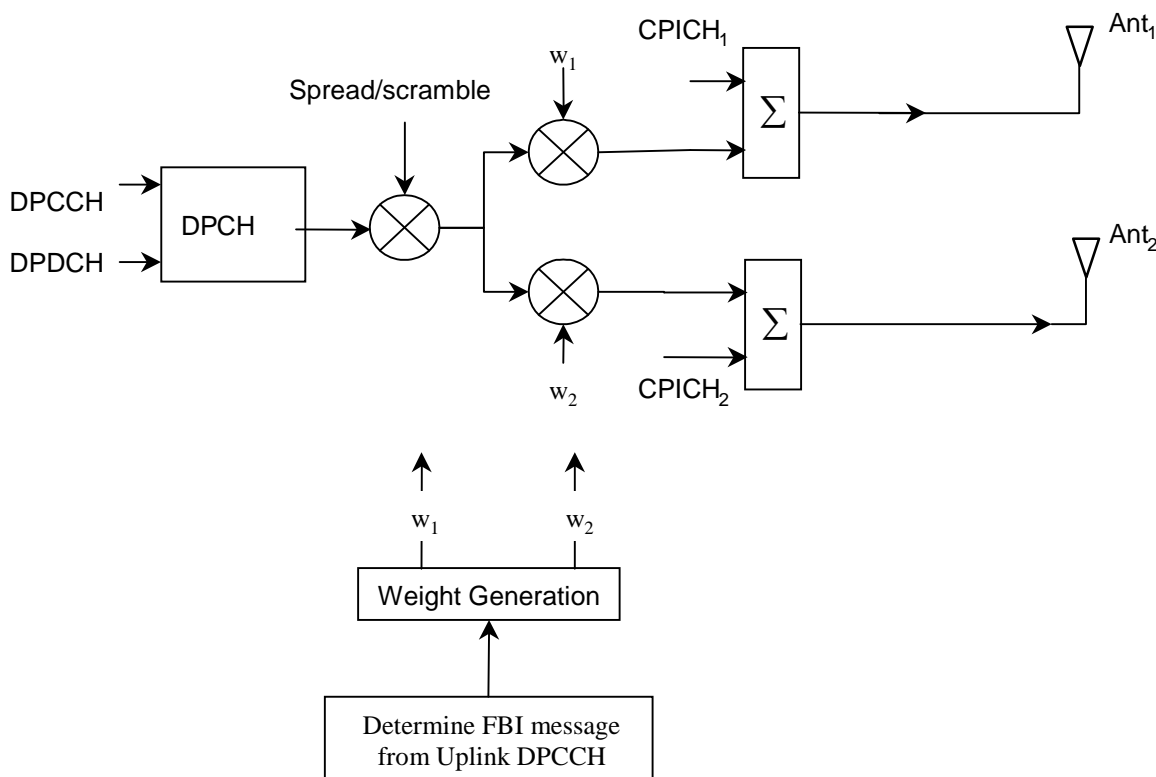 CPICH1
Ant1
w1
Spread/scramble
Σ
DPCCH
DPCH
DPDCH
Ant2
Σ
w2
CPICH2
w1
w2
Weight Generation
Determine FBI message
from Uplink DPCCH